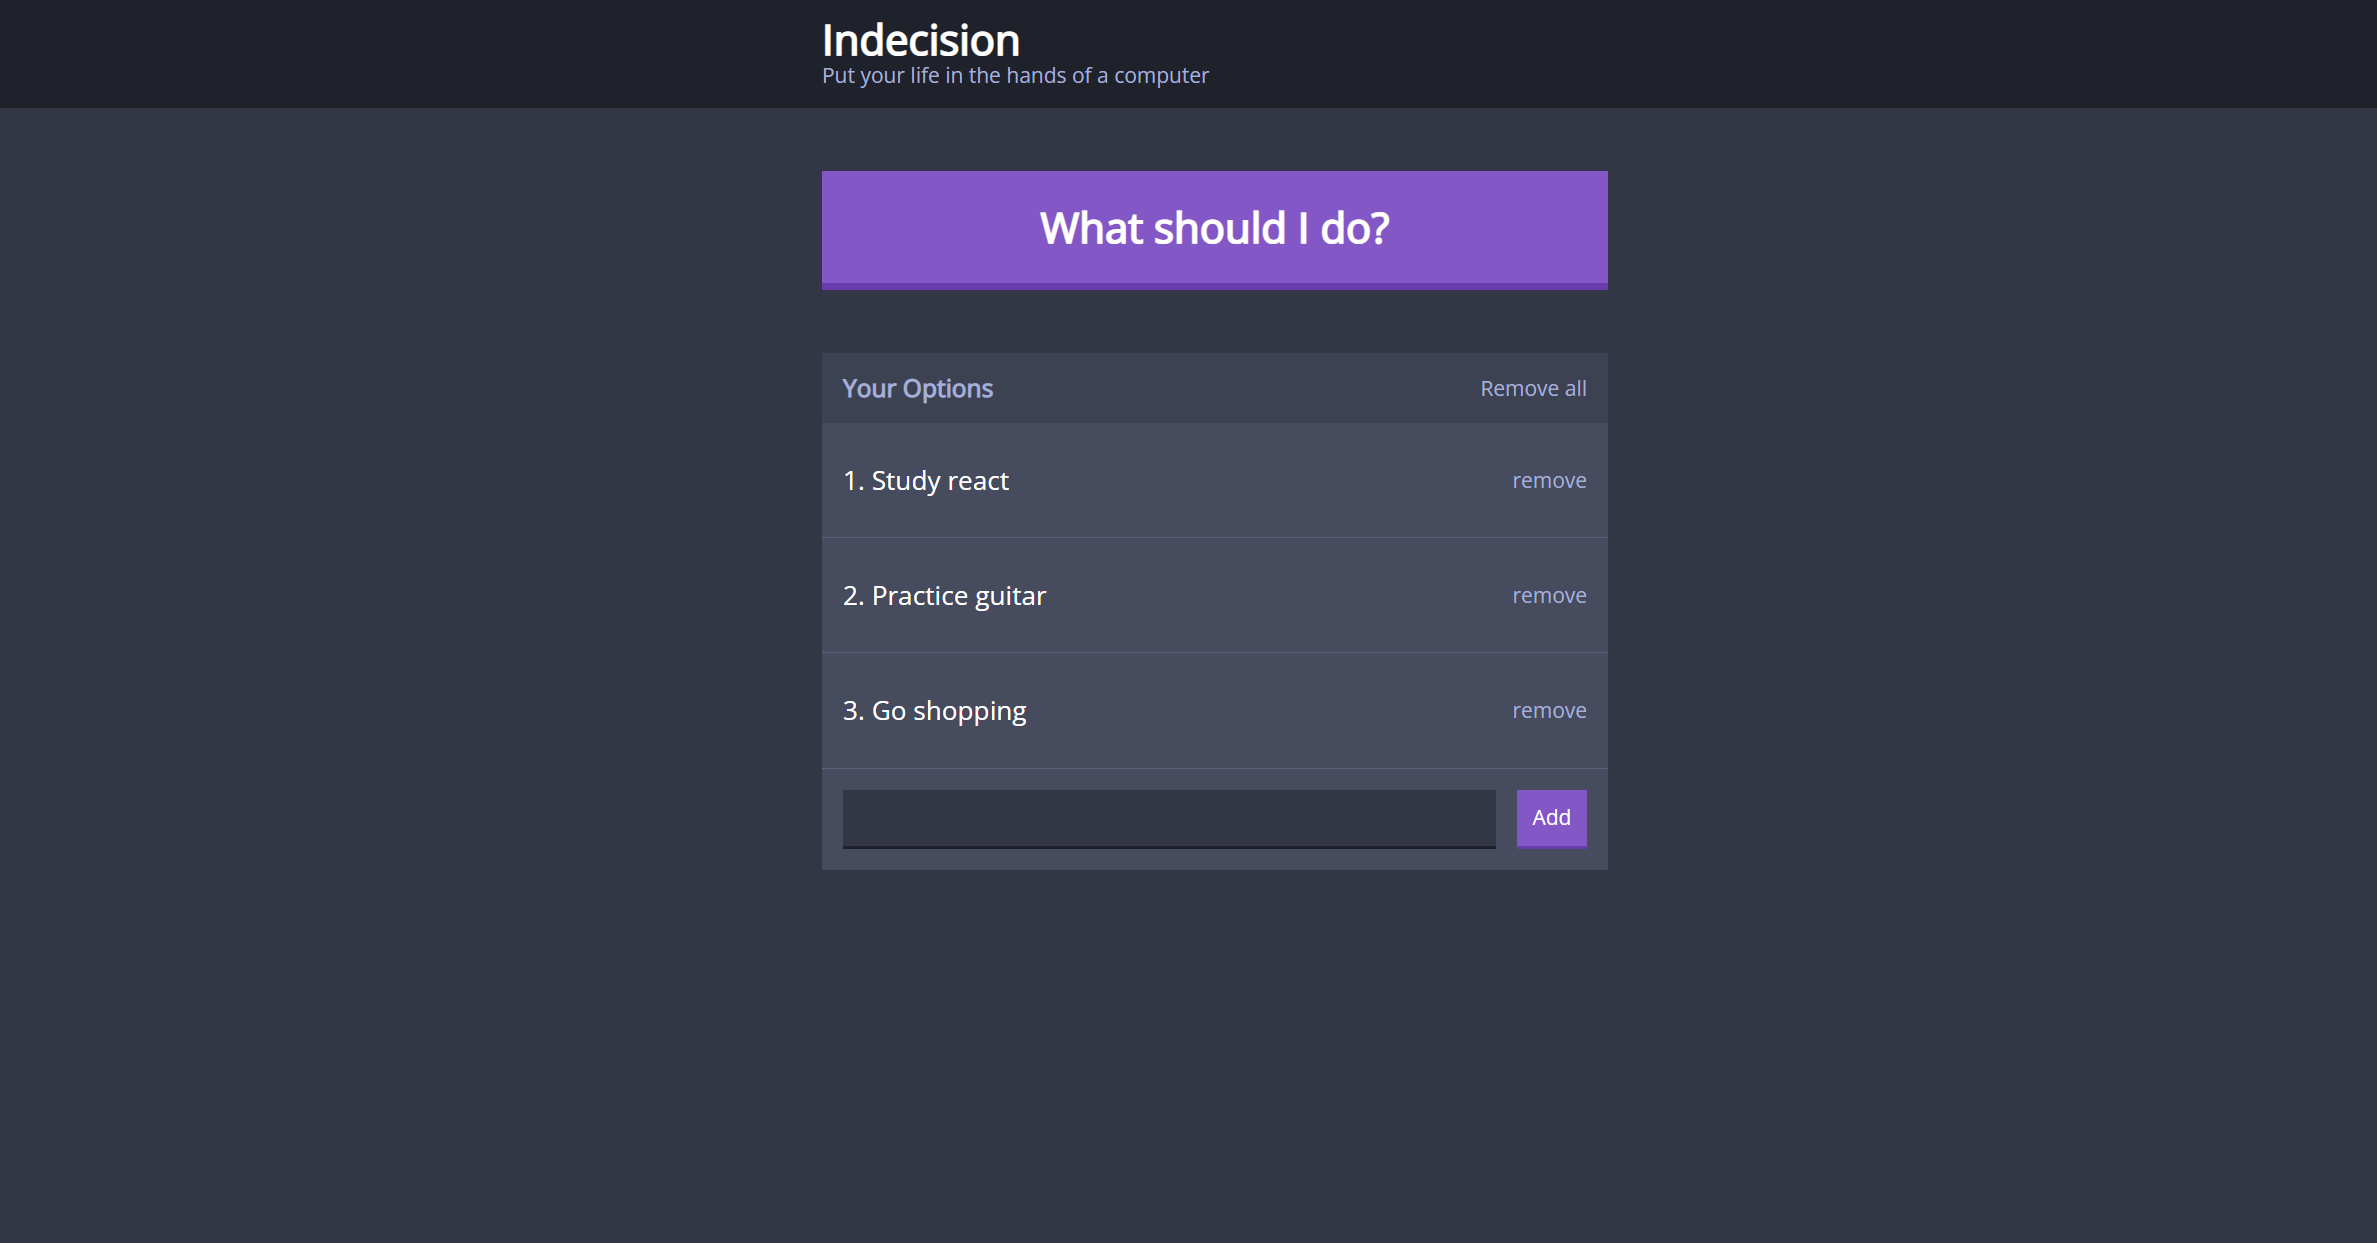 Indecision
Put your life in the hands of a computer
What should I do?
Your Options
Remove all
1. Study react
remove
2. Practice guitar
remove
3. Go shopping
remove
Add